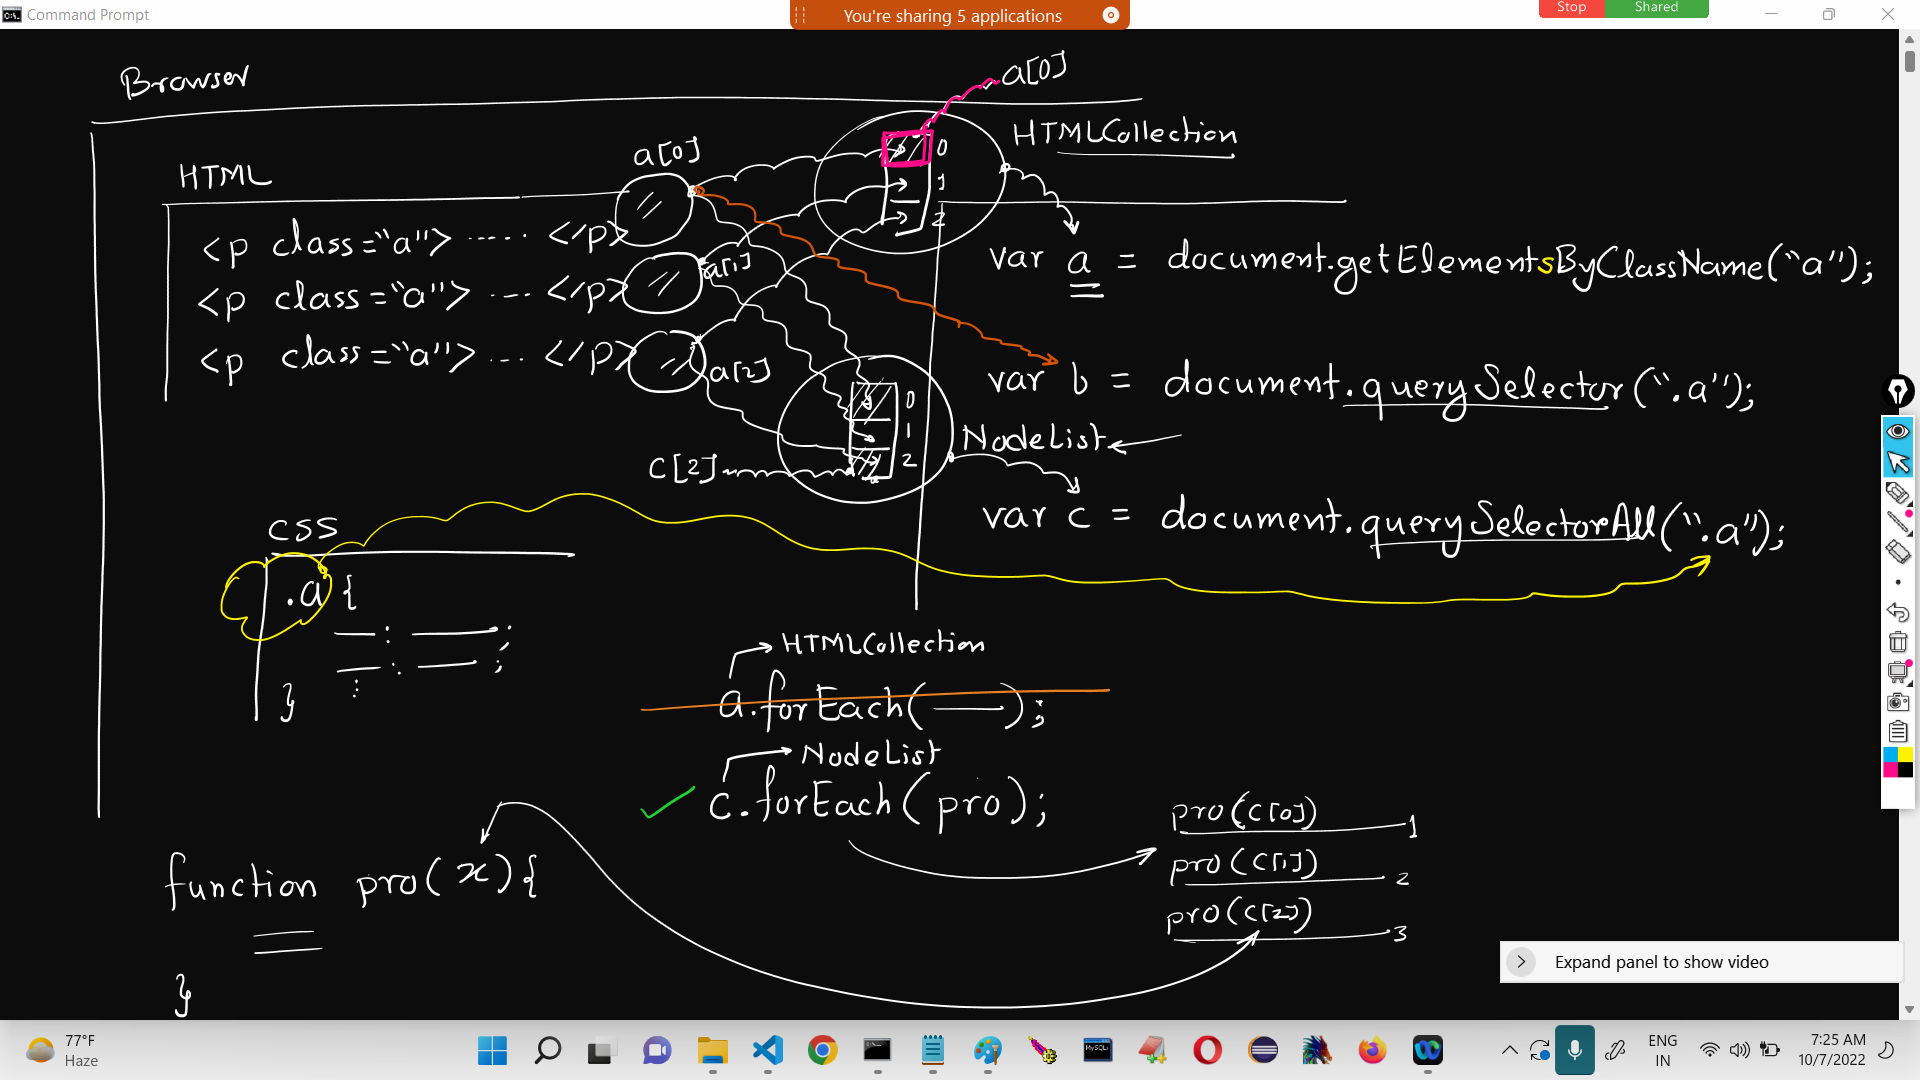 Command Prompt
You're sharing 5 applications
Stop
Shared
Browser
a[0]
HTMLCollection
HTML
a[0]
0
1
2
<p class="a"> ..... </p>
<p class="a"> .... </p>
<p class="a"> ... </p>
a[1]
a[2]
var a = document.getElementsByClassName("a");
var b = document.querySelector(".a");
NodeList
0
1
2
c[2]
var c = document.querySelectorAll(".a");
CSS
.a {
: ;
: ;
:
}
HTMLCollection
a.forEach( — );
NodeList
c.forEach(pro);
pro(c[0]) 1
pro(c[1]) 2
pro(c[2]) 3
function pro(x){
}
Expand panel to show video
77°F
Haze
MySQL
ENG
IN
7:25 AM
10/7/2022